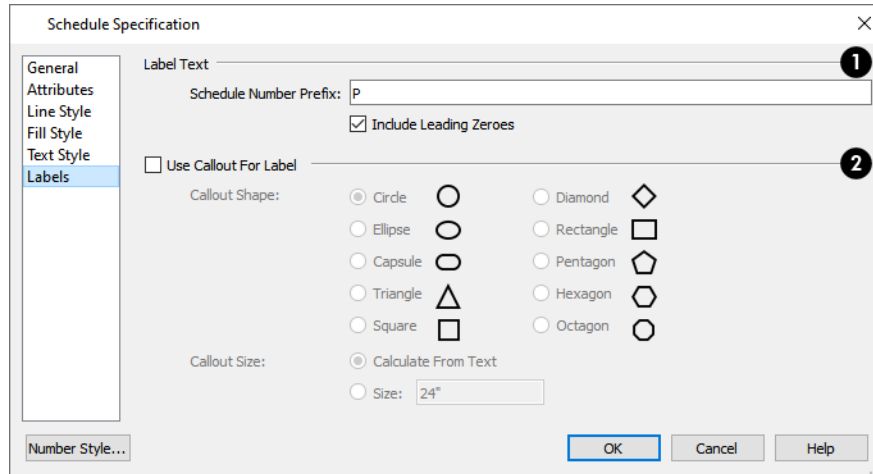 Schedule Specification
General
Attributes
Line Style
Fill Style
Text Style
Labels
Label Text
1
Schedule Number Prefix: P
Include Leading Zeroes
Use Callout For Label
2
Callout Shape:
Circle
Diamond
Ellipse
Rectangle
Capsule
Pentagon
Triangle
Hexagon
Square
Octagon
Callout Size:
Calculate From Text
Size: 24"
Number Style...
OK
Cancel
Help